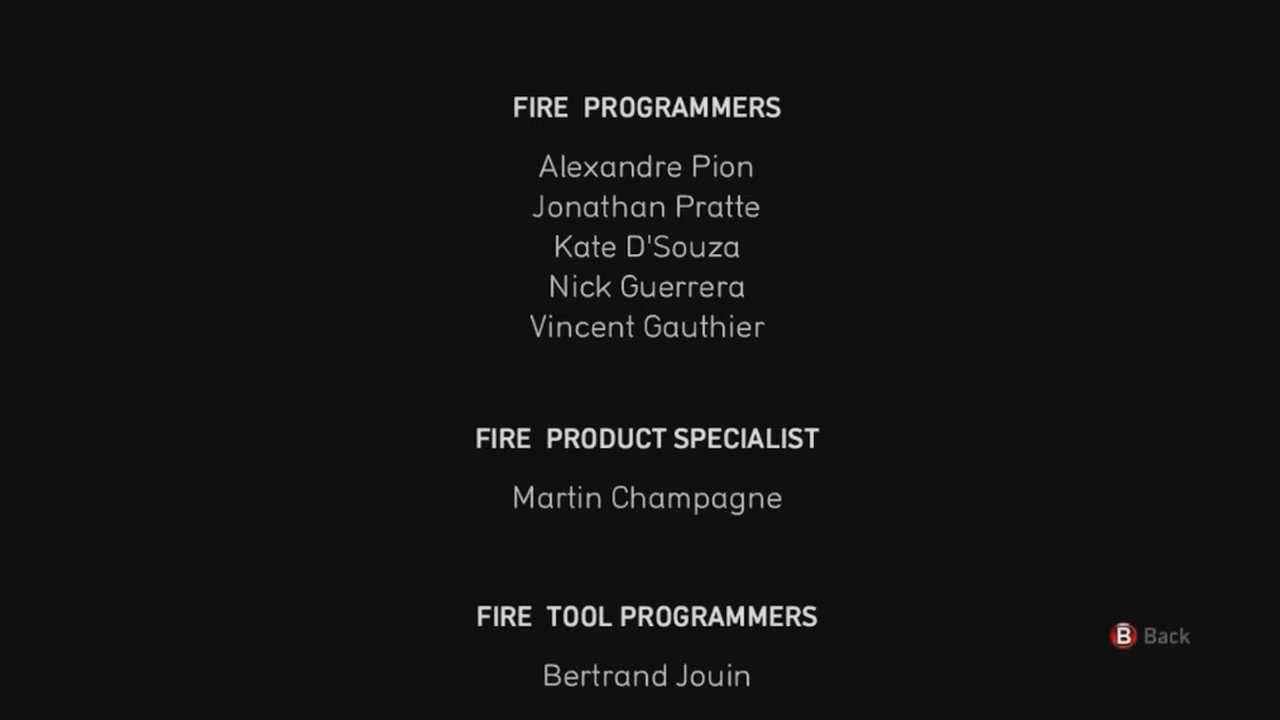 FIRE PROGRAMMERS
Alexandre Pion
Jonathan Pratte
Kate D'Souza
Nick Guerrera
Vincent Gauthier
FIRE PRODUCT SPECIALIST
Martin Champagne
FIRE TOOL PROGRAMMERS
B Back
Bertrand Jouin